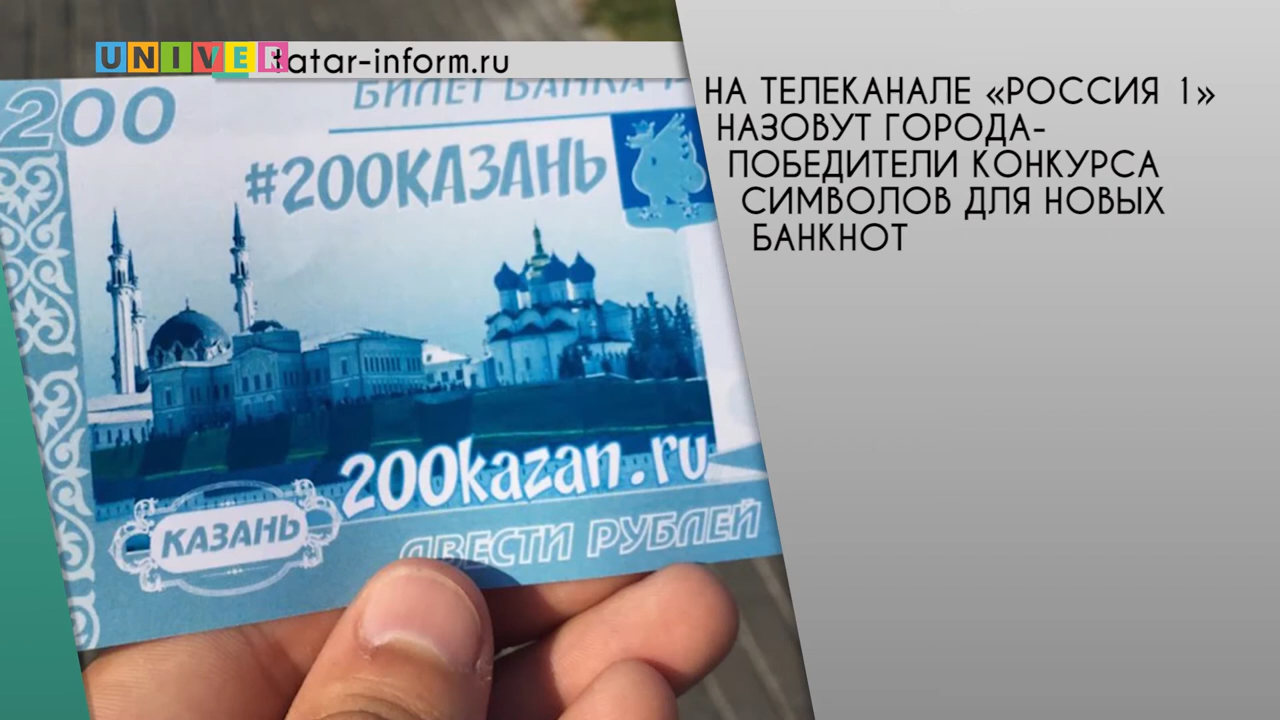 UNIVER
tatar-inform.ru
200
БИЛЕТ БАНКА
#200КАЗАНЬ
200kazan.ru
КАЗАНЬ
ДВЕСТИ РУБЛЕЙ
НА ТЕЛЕКАНАЛЕ «РОССИЯ 1»
НАЗОВУТ ГОРОДА-
ПОБЕДИТЕЛИ КОНКУРСА
СИМВОЛОВ ДЛЯ НОВЫХ
БАНКНОТ